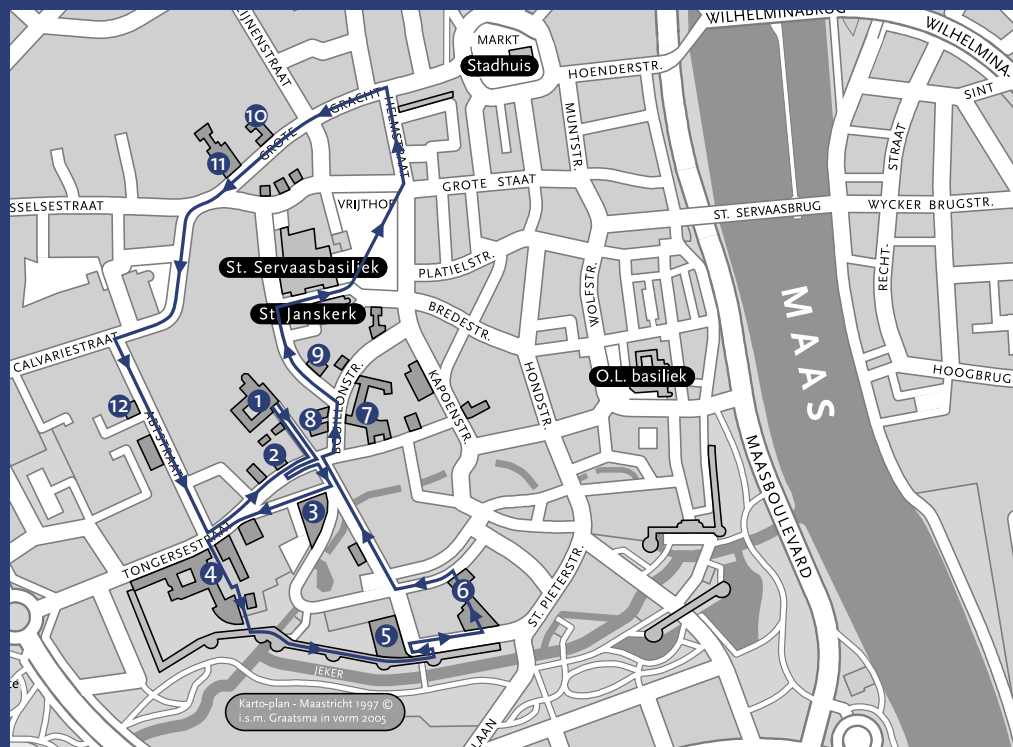 WILHELMINABRUG
WILHELMINA-
IJNENSTRAAT
MARKT
Stadhuis
HOENDERSTR.
SINT
GROTE GRACHT
HELMSTRAAT
MUNTSTR.
STRAAT
10
11
GROTE STAAT
SSELSESTRAAT
VRIJTHOF
ST. SERVAASBRUG
WYCKER BRUGSTR.
RECHT-
St. Servaasbasiliek
PLATIELSTR.
WOLFSTR.
MAAS
St. Janskerk
BREDESTR.
CALVARIESTRAAT
9
O.L. basiliek
HOOGBRUG
KAPOENSTR.
HONDSTR.
12
1
8
7
BOUILLONSTR.
ABTSTRAAT
2
MAASBOULEVARD
3
TONGERSESTRAAT
4
6
ST. PIETERSTR.
5
JEKER
te
Karto-plan - Maastricht 1997 ©
i.s.m. Graatsma in vorm 2005
LAAN